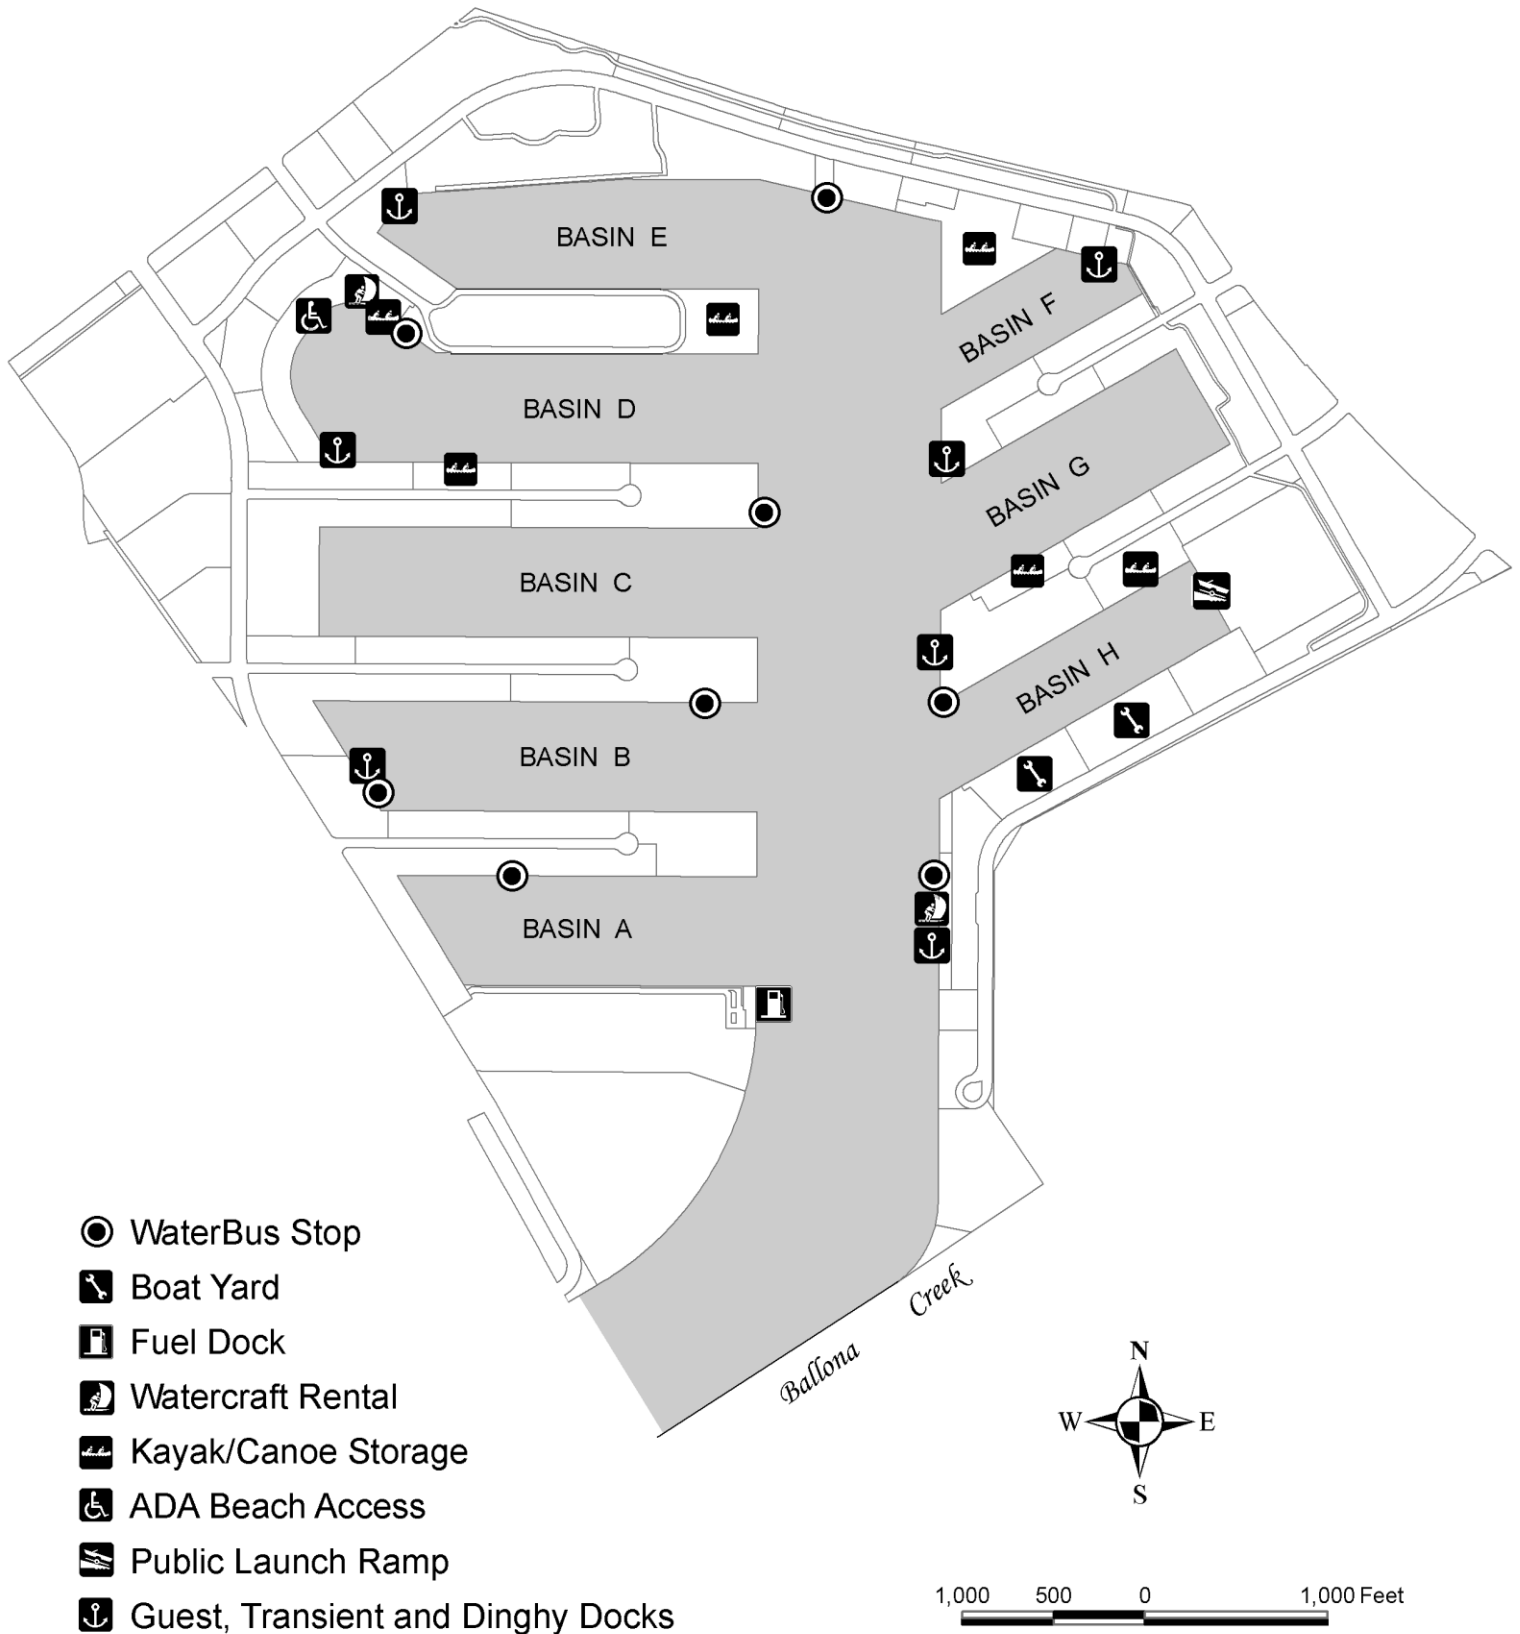 BASIN E
BASIN F
BASIN D
BASIN G
BASIN C
BASIN H
BASIN B
BASIN A
WaterBus Stop
Boat Yard
Fuel Dock
Watercraft Rental
Kayak/Canoe Storage
ADA Beach Access
Public Launch Ramp
Guest, Transient and Dinghy Docks
Ballona Creek
N
W E
S
1,000 500 0 1,000 Feet